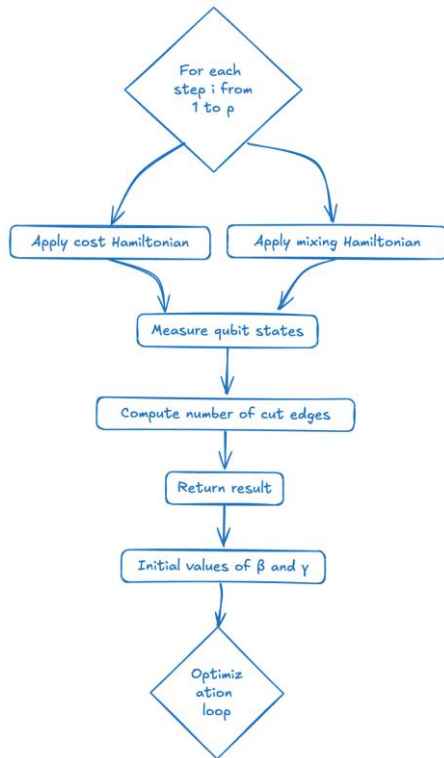 For each
step i from
1 to p
Apply cost Hamiltonian
Apply mixing Hamiltonian
Measure qubit states
Compute number of cut edges
Return result
Initial values of β and γ
Optimiz
ation
loop